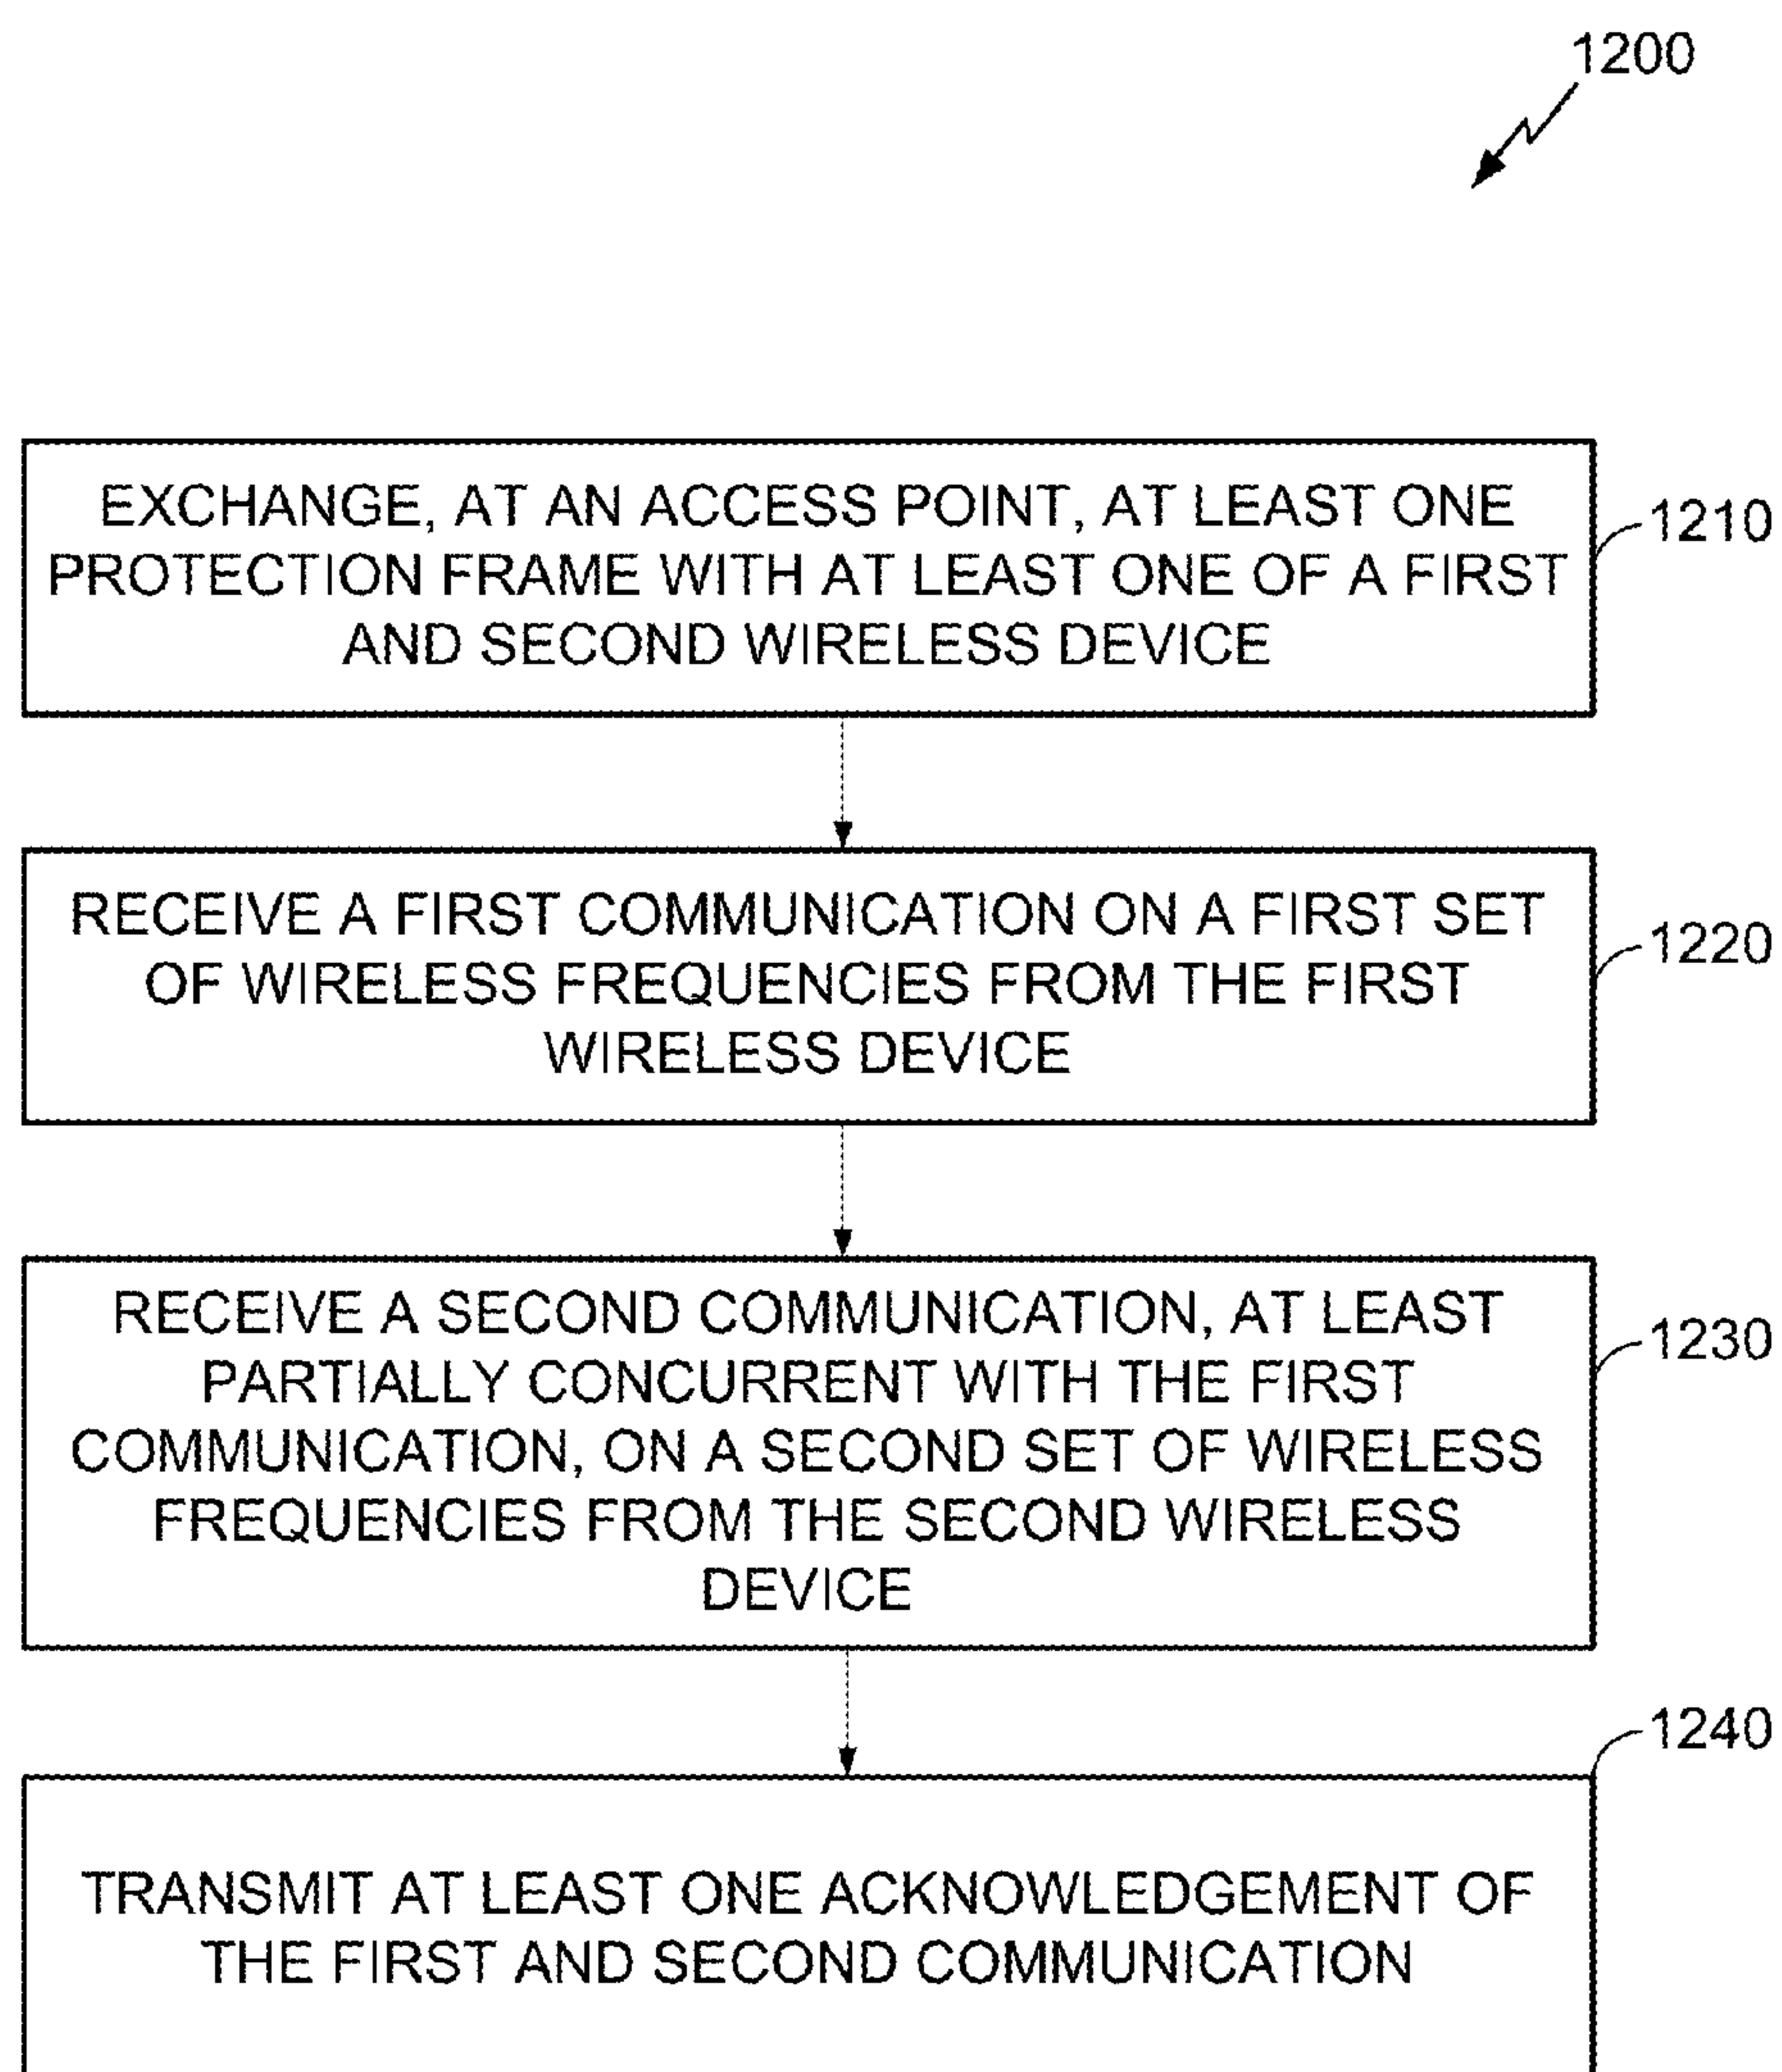 1200
EXCHANGE, AT AN ACCESS POINT, AT LEAST ONE
PROTECTION FRAME WITH AT LEAST ONE OF A FIRST
AND SECOND WIRELESS DEVICE
1210
RECEIVE A FIRST COMMUNICATION ON A FIRST SET
OF WIRELESS FREQUENCIES FROM THE FIRST
WIRELESS DEVICE
1220
RECEIVE A SECOND COMMUNICATION, AT LEAST
PARTIALLY CONCURRENT WITH THE FIRST
COMMUNICATION, ON A SECOND SET OF WIRELESS
FREQUENCIES FROM THE SECOND WIRELESS
DEVICE
1230
TRANSMIT AT LEAST ONE ACKNOWLEDGEMENT OF
THE FIRST AND SECOND COMMUNICATION
1240